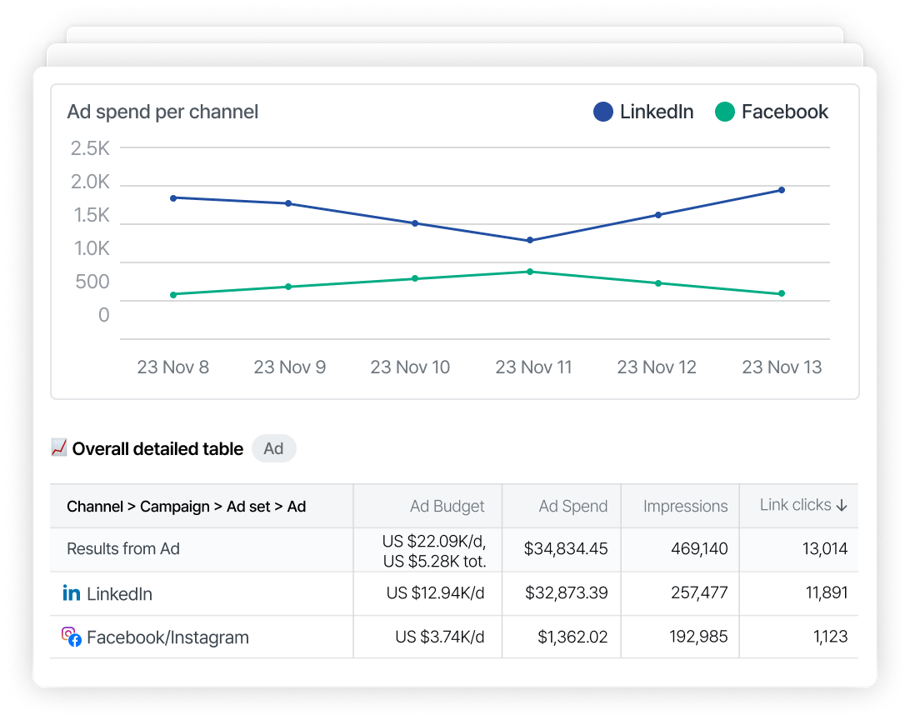 Ad spend per channel
LinkedIn
Facebook
2.5K
2.0K
1.5K
1.0K
500
0
23 Nov 8 23 Nov 9 23 Nov 10 23 Nov 11 23 Nov 12 23 Nov 13
Overall detailed table Ad
Channel > Campaign > Ad set > Ad Ad Budget Ad Spend Impressions Link clicks ↓
Results from Ad US $22.09K/d, $34,834.45 469,140 13,014
US $5.28K tot.
in LinkedIn US $12.94K/d $32,873.39 257,477 11,891
Facebook/Instagram US $3.74K/d $1,362.02 192,985 1,123